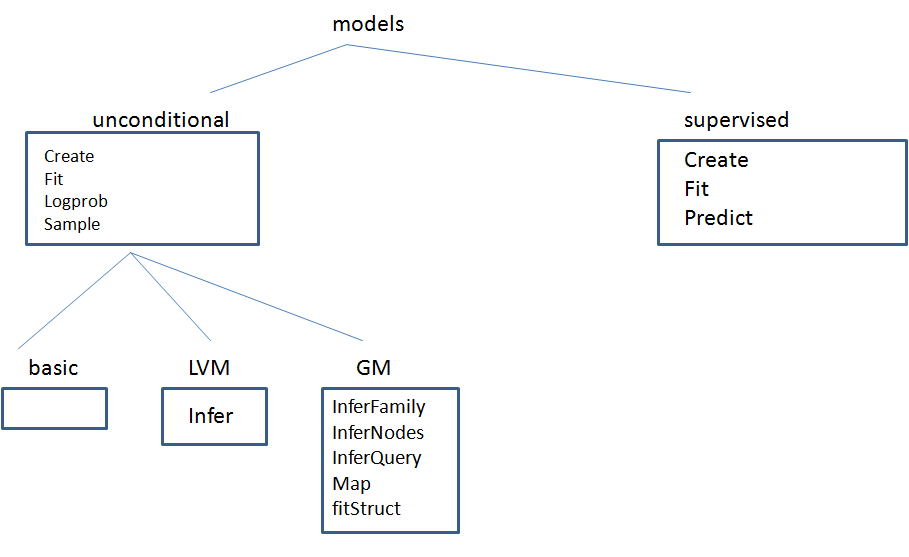 models
unconditional
Create
Fit
Logprob
Sample
supervised
Create
Fit
Predict
basic
LVM
Infer
GM
InferFamily
InferNodes
InferQuery
Map
fitStruct